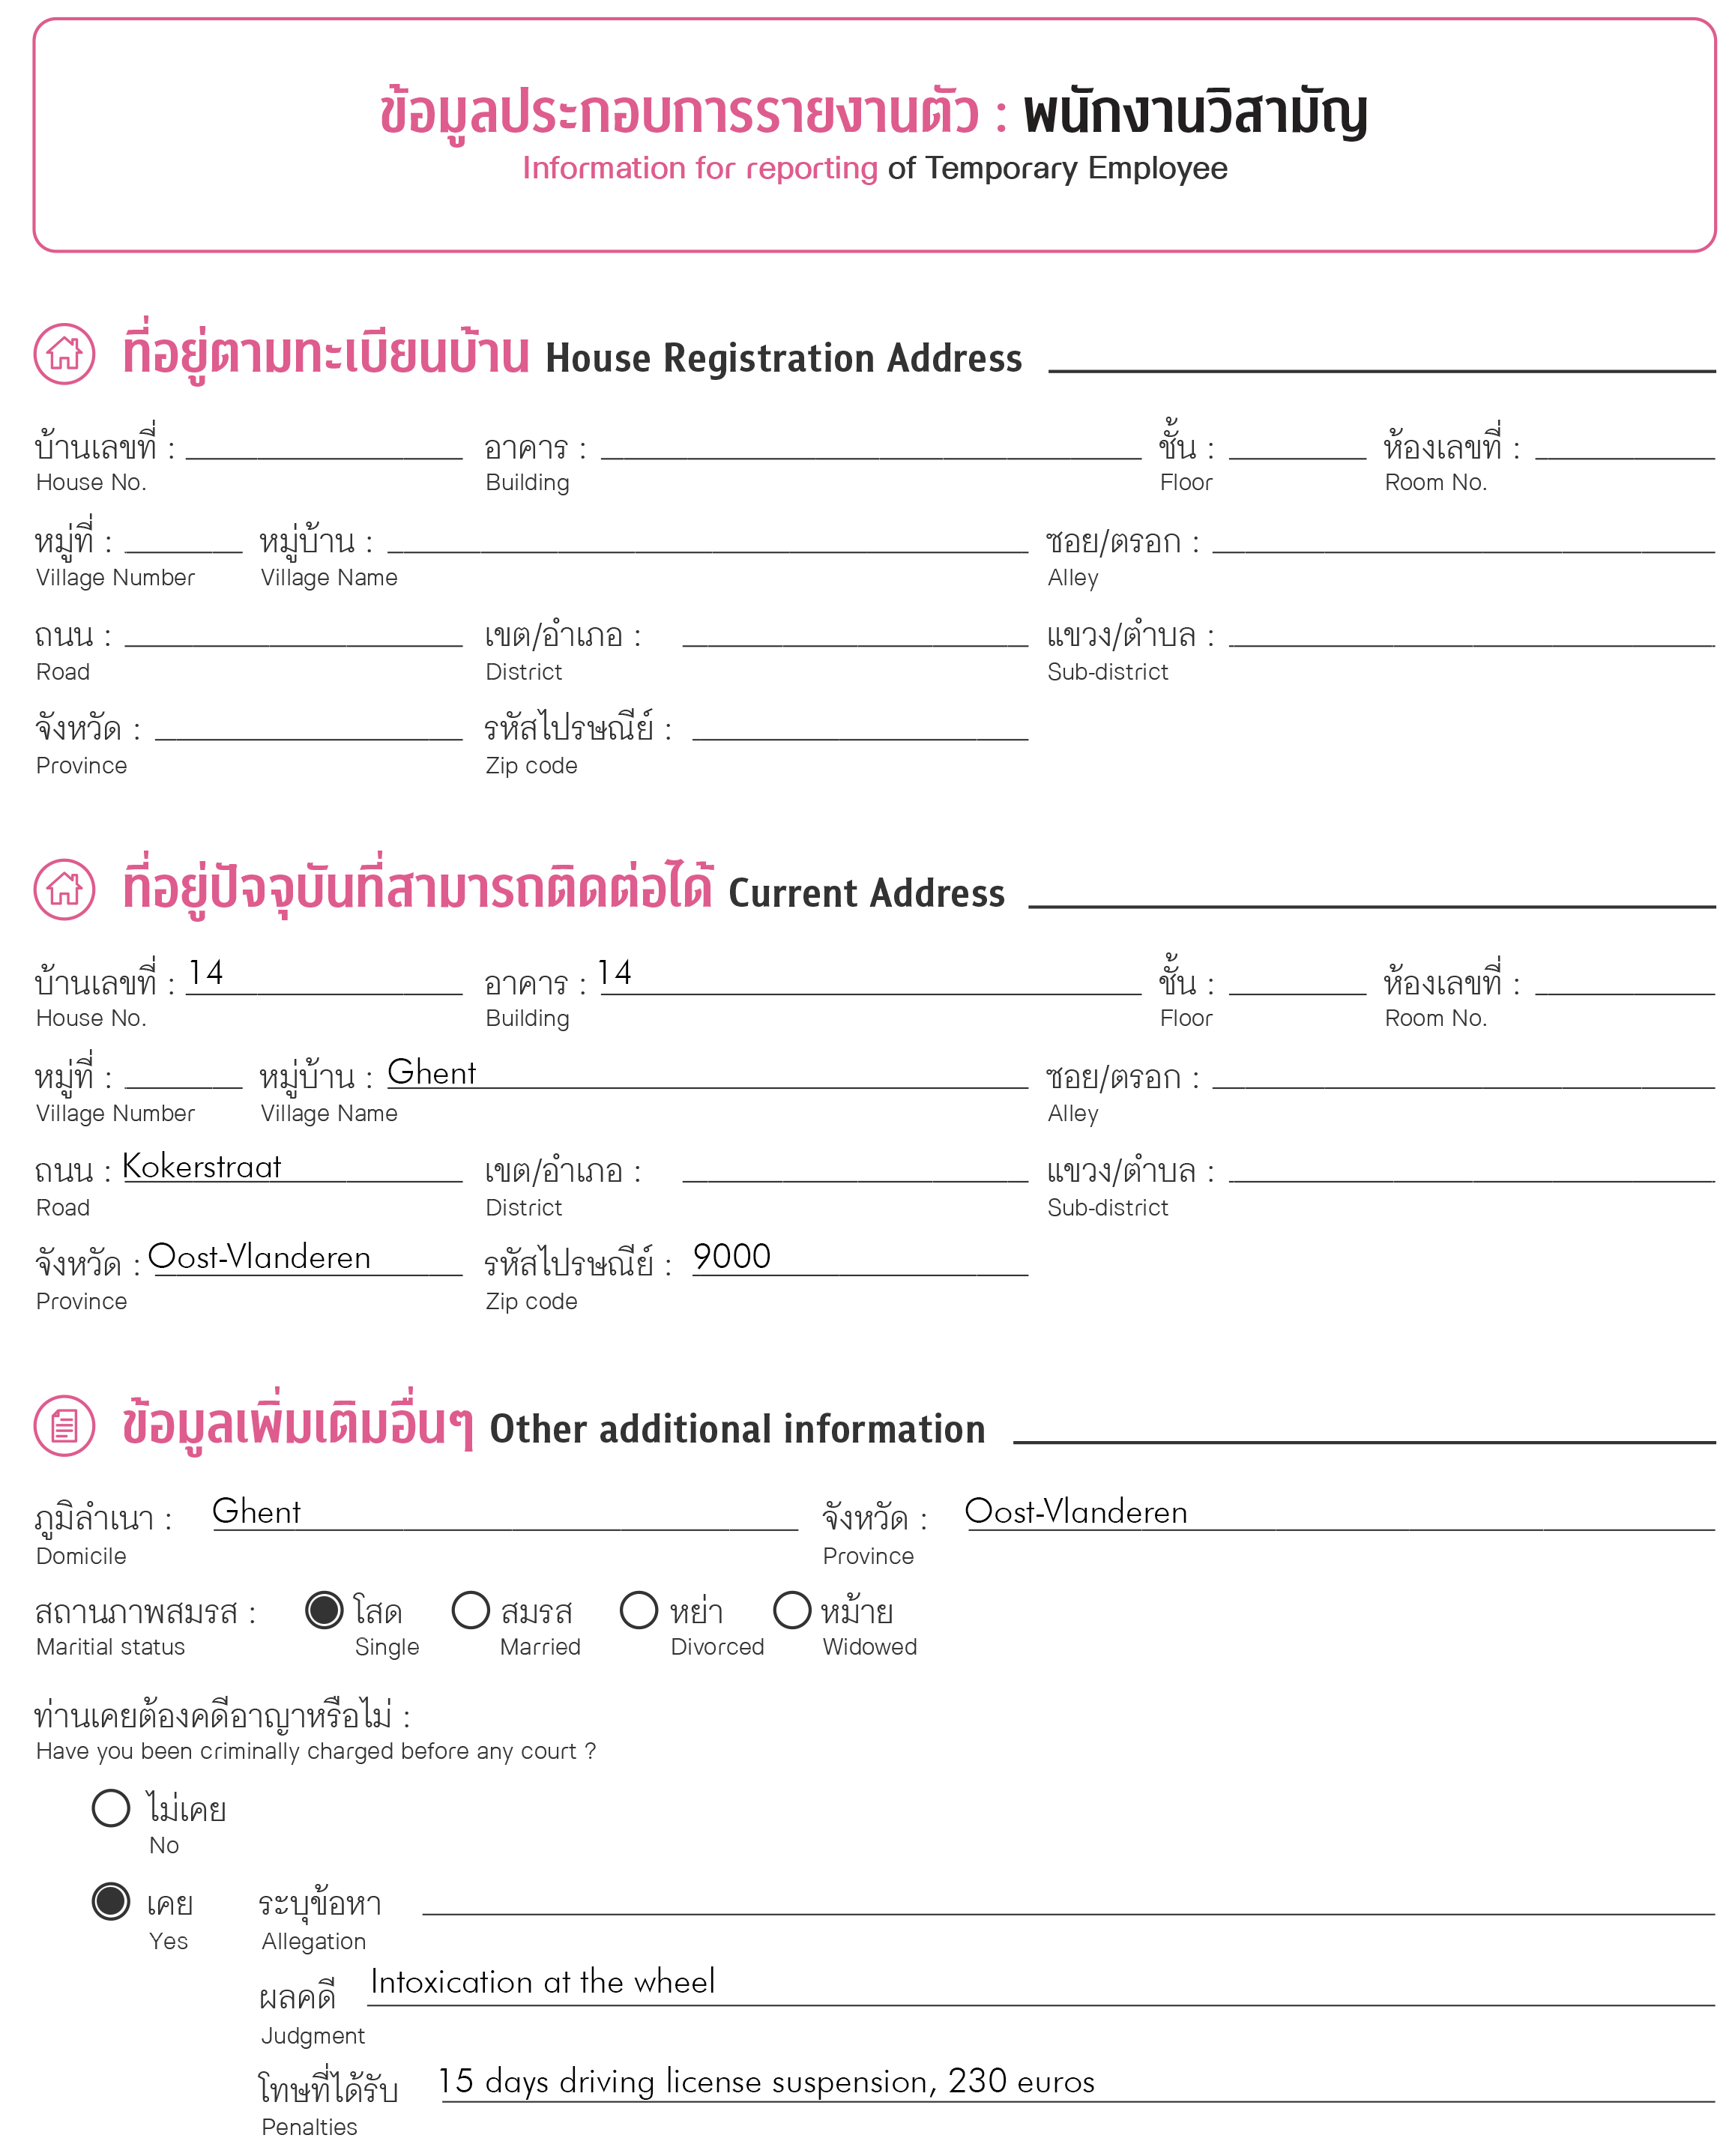 ข้อมูลประกอบการรายงานตัว : พนักงานวิสามัญ
Information for reporting of Temporary Employee
ที่อยู่ตามทะเบียนบ้าน House Registration Address
บ้านเลขที่ : อาคาร : ชั้น : ห้องเลขที่ :
House No. Building Floor Room No.
หมู่ที่ : หมู่บ้าน : ซอย/ตรอก :
Village Number Village Name Alley
ถนน : เขต/อำเภอ : แขวง/ตำบล :
Road District Sub-district
จังหวัด : รหัสไปรษณีย์ :
Province Zip code
ที่อยู่ปัจจุบันที่สามารถติดต่อได้ Current Address
บ้านเลขที่ : 14 อาคาร : 14 ชั้น : ห้องเลขที่ :
House No. Building Floor Room No.
หมู่ที่ : หมู่บ้าน : Ghent ซอย/ตรอก :
Village Number Village Name Alley
ถนน : Kokerstraat เขต/อำเภอ : แขวง/ตำบล :
Road District Sub-district
จังหวัด : Oost-Vlanderen รหัสไปรษณีย์ : 9000
Province Zip code
ข้อมูลเพิ่มเติมอื่นๆ Other additional information
ภูมิลำเนา : Ghent จังหวัด : Oost-Vlanderen
Domicile Province
สถานภาพสมรส : โสด สมรส หย่า หม้าย
Maritial status Single Married Divorced Widowed
ท่านเคยต้องคดีอาญาหรือไม่ :
Have you been criminally charged before any court ?
ไม่เคย
No
เคย ระบุข้อหา
Yes Allegation
ผลคดี Intoxication at the wheel
Judgment
โทษที่ได้รับ 15 days driving license suspension, 230 euros
Penalties